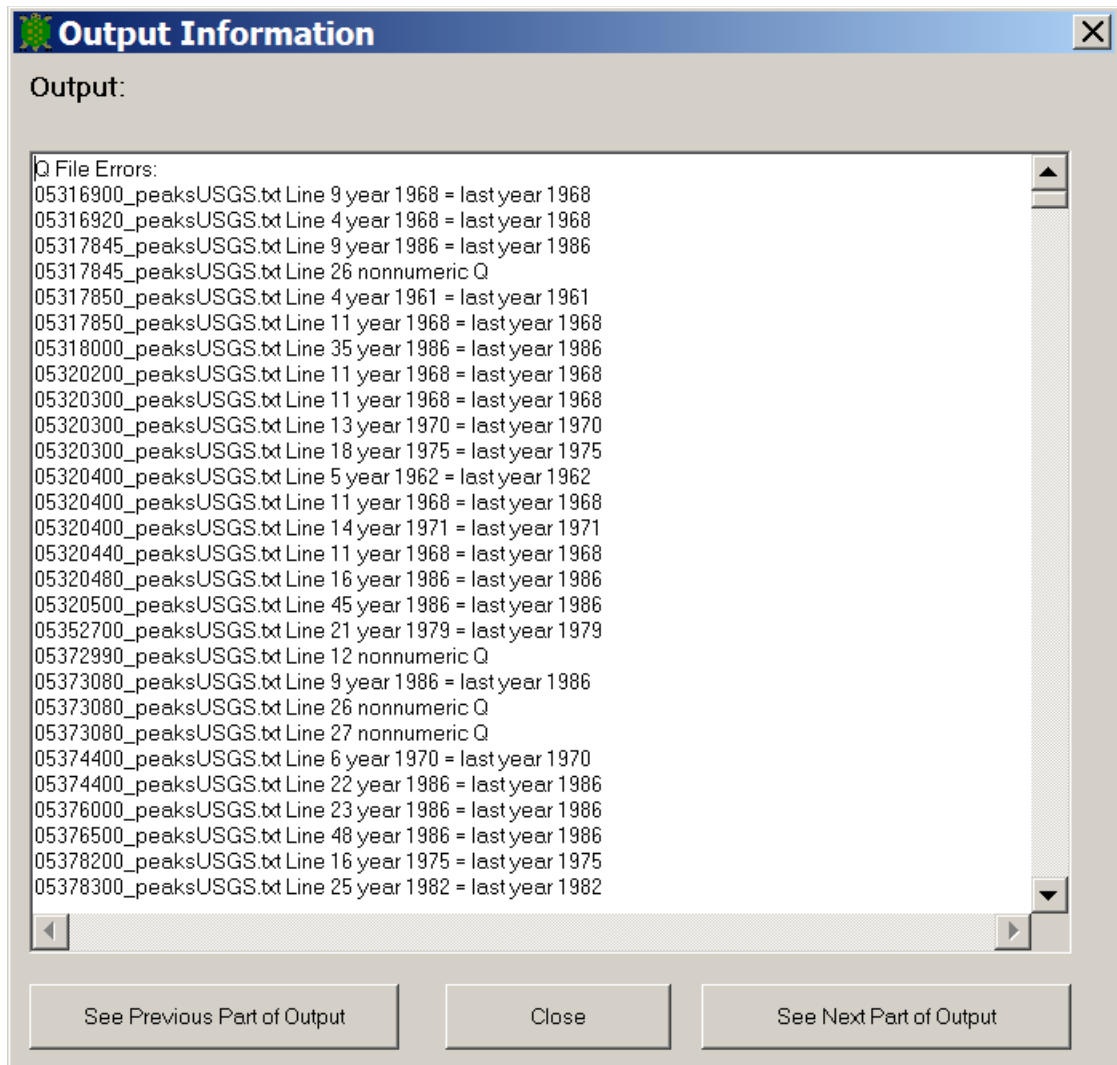 Output Information
Output:
Q File Errors:
05316900_peaksUSGS.txt Line 9 year 1968 = last year 1968
05316920_peaksUSGS.txt Line 4 year 1968 = last year 1968
05317845_peaksUSGS.txt Line 9 year 1986 = last year 1986
05317845_peaksUSGS.txt Line 26 nonnumeric Q
05317850_peaksUSGS.txt Line 4 year 1961 = last year 1961
05317850_peaksUSGS.txt Line 11 year 1968 = last year 1968
05318000_peaksUSGS.txt Line 35 year 1986 = last year 1986
05320200_peaksUSGS.txt Line 11 year 1968 = last year 1968
05320300_peaksUSGS.txt Line 11 year 1968 = last year 1968
05320300_peaksUSGS.txt Line 13 year 1970 = last year 1970
05320300_peaksUSGS.txt Line 18 year 1975 = last year 1975
05320400_peaksUSGS.txt Line 5 year 1962 = last year 1962
05320400_peaksUSGS.txt Line 11 year 1968 = last year 1968
05320400_peaksUSGS.txt Line 14 year 1971 = last year 1971
05320440_peaksUSGS.txt Line 11 year 1968 = last year 1968
05320480_peaksUSGS.txt Line 16 year 1986 = last year 1986
05320500_peaksUSGS.txt Line 45 year 1986 = last year 1986
05352700_peaksUSGS.txt Line 21 year 1979 = last year 1979
05372990_peaksUSGS.txt Line 12 nonnumeric Q
05373080_peaksUSGS.txt Line 9 year 1986 = last year 1986
05373080_peaksUSGS.txt Line 26 nonnumeric Q
05373080_peaksUSGS.txt Line 27 nonnumeric Q
05374400_peaksUSGS.txt Line 6 year 1970 = last year 1970
05374400_peaksUSGS.txt Line 22 year 1986 = last year 1986
05376000_peaksUSGS.txt Line 23 year 1986 = last year 1986
05376500_peaksUSGS.txt Line 48 year 1986 = last year 1986
05378200_peaksUSGS.txt Line 16 year 1975 = last year 1975
05378300_peaksUSGS.txt Line 25 year 1982 = last year 1982
See Previous Part of Output
Close
See Next Part of Output